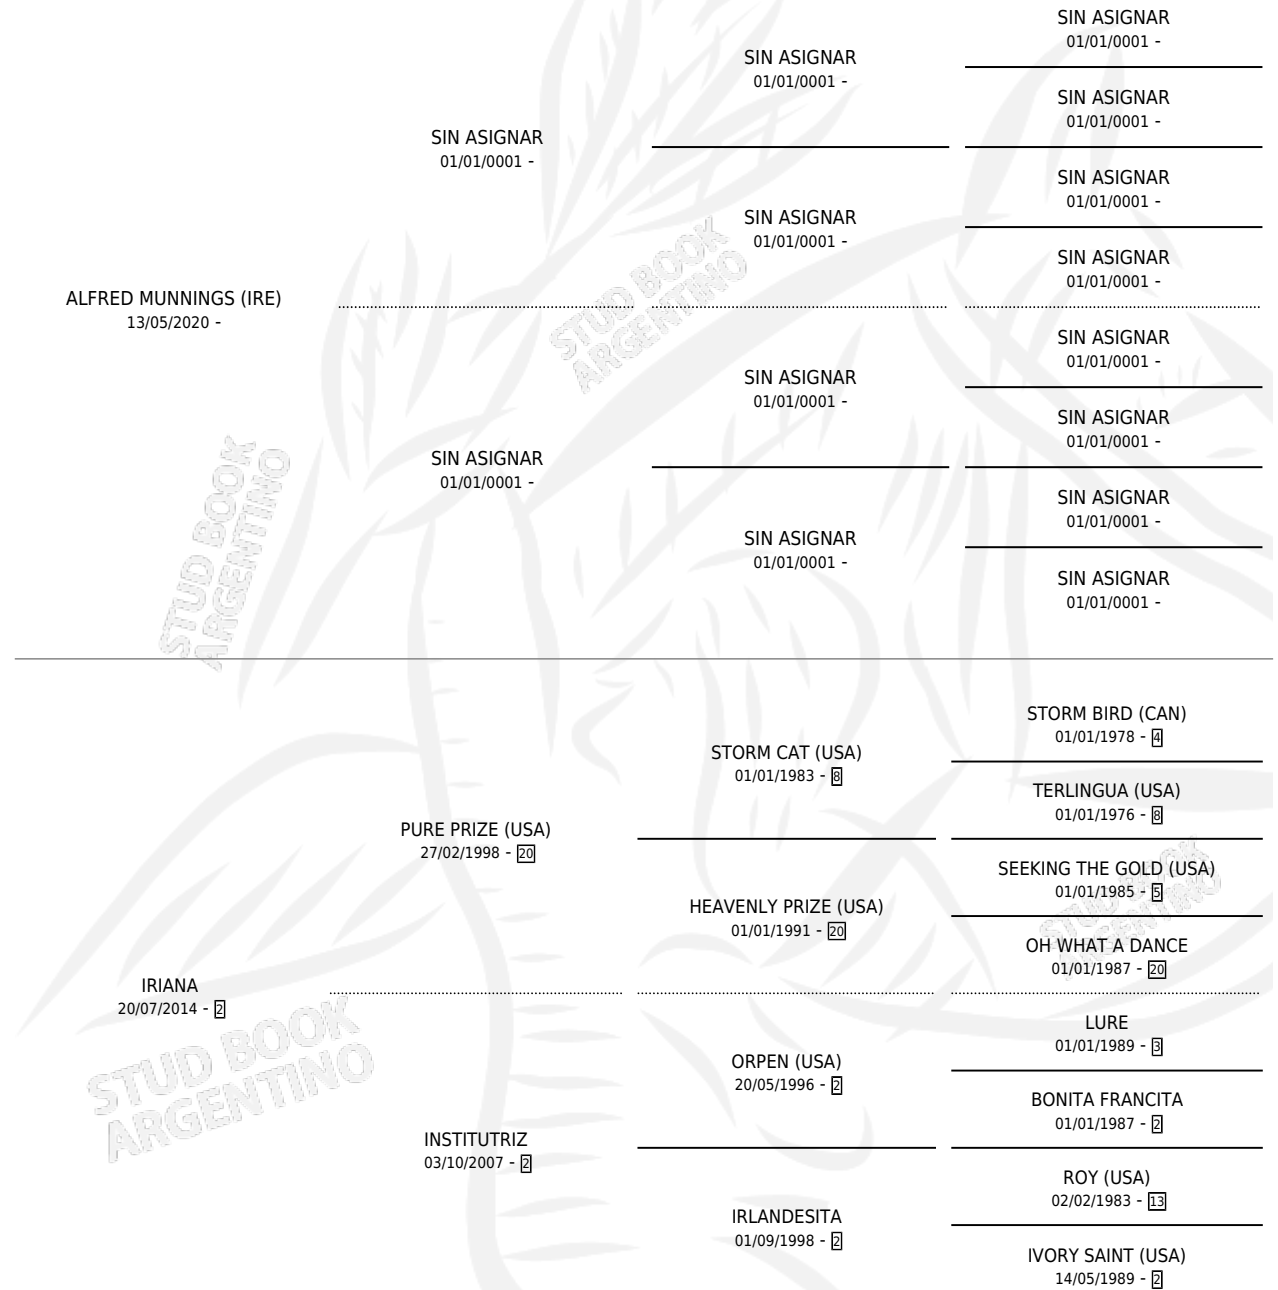 SIN ASIGNAR
01/01/0001 -
SIN ASIGNAR
01/01/0001 -
SIN ASIGNAR
01/01/0001 -
SIN ASIGNAR
01/01/0001 -
SIN ASIGNAR
01/01/0001 -
SIN ASIGNAR
01/01/0001 -
SIN ASIGNAR
01/01/0001 -
STUD BOOK
ARGENTINO
ALFRED MUNNINGS (IRE)
13/05/2020 -
SIN ASIGNAR
01/01/0001 -
SIN ASIGNAR
01/01/0001 -
SIN ASIGNAR
01/01/0001 -
SIN ASIGNAR
01/01/0001 -
SIN ASIGNAR
01/01/0001 -
SIN ASIGNAR
01/01/0001 -
SIN ASIGNAR
01/01/0001 -
STUD BOOK
ARGENTINO
STORM BIRD (CAN)
01/01/1978 - 4
STORM CAT (USA)
01/01/1983 - 8
TERLINGUA (USA)
01/01/1976 - 8
PURE PRIZE (USA)
27/02/1998 - 20
SEEKING THE GOLD (USA)
01/01/1985 - 5
HEAVENLY PRIZE (USA)
01/01/1991 - 20
OH WHAT A DANCE
01/01/1987 - 20
STUD BOOK
ARGENTINO
IRIANA
20/07/2014 - 2
LURE
01/01/1989 - 3
ORPEN (USA)
20/05/1996 - 2
BONITA FRANCITA
01/01/1987 - 2
STUD BOOK
ARGENTINO
INSTITUTRIZ
03/10/2007 - 2
ROY (USA)
02/02/1983 - 13
IRLANDESITA
01/09/1998 - 2
IVORY SAINT (USA)
14/05/1989 - 2